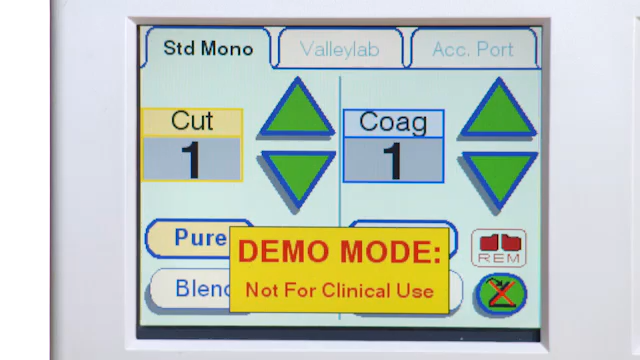 Std Mono
Valleylab
Acc. Port
Cut
1
Coag
1
Pure
DEMO MODE:
Not For Clinical Use
REM
Blend